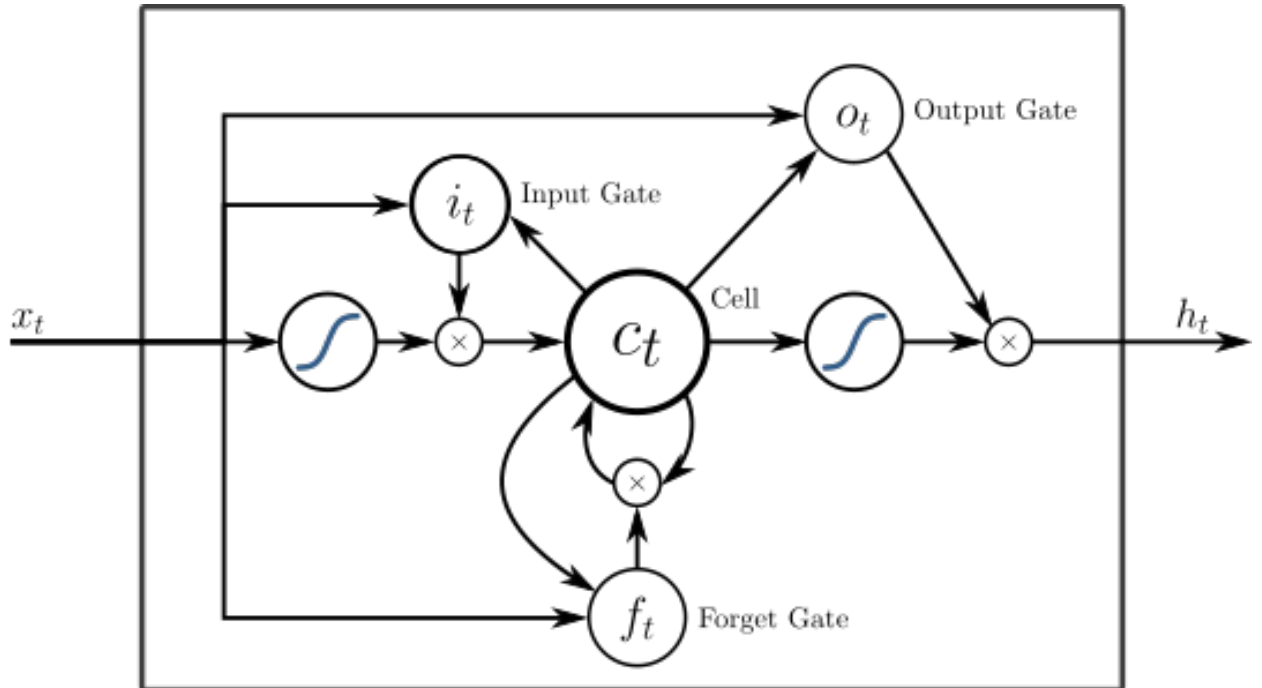 o_t Output Gate
i_t Input Gate
Cell
x_t
×
c_t
×
h_t
×
f_t Forget Gate